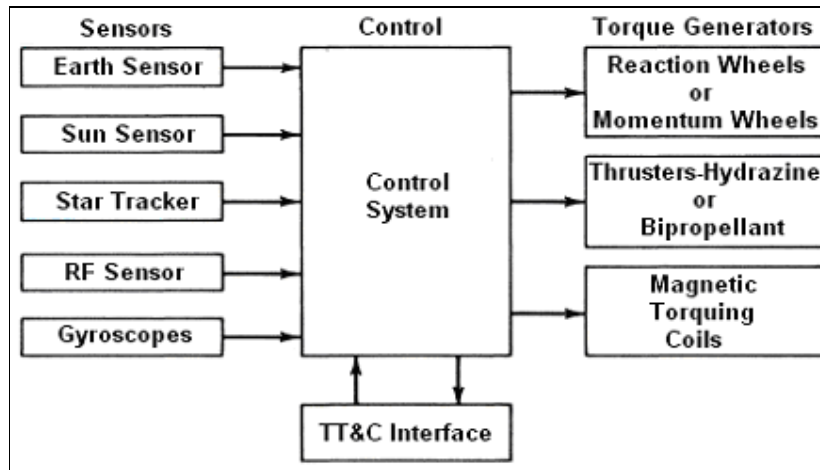 Sensors
Control
Torque Generators
Earth Sensor
Sun Sensor
Star Tracker
RF Sensor
Gyroscopes
Control
System
TT&C Interface
Reaction Wheels
or
Momentum Wheels
Thrusters-Hydrazine
or
Bipropellant
Magnetic
Torquing
Coils